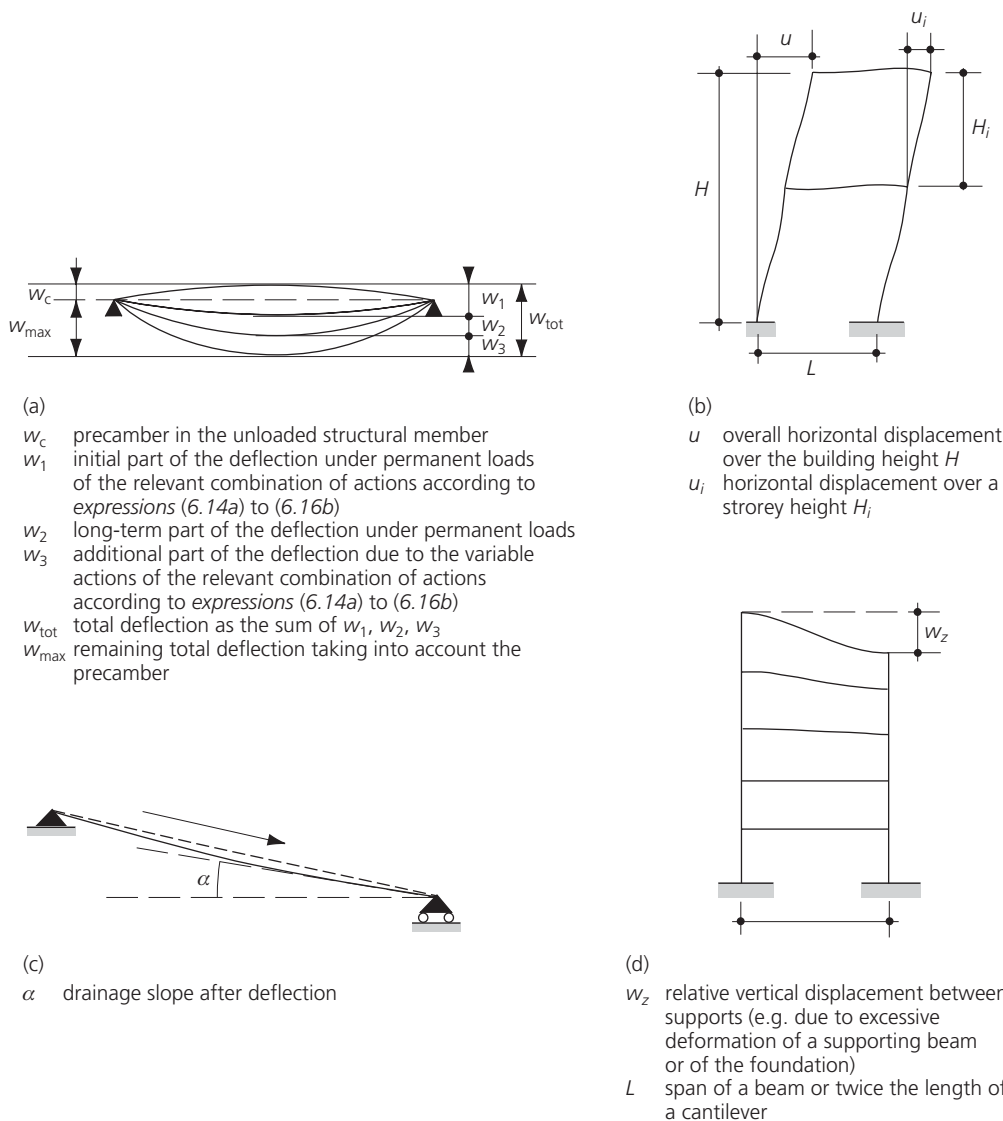 w_c
w_max
w_1
w_2
w_3
w_tot
(a)
w_c precamber in the unloaded structural member
w_1 initial part of the deflection under permanent loads
of the relevant combination of actions according to
expressions (6.14a) to (6.16b)
w_2 long-term part of the deflection under permanent loads
w_3 additional part of the deflection due to the variable
actions of the relevant combination of actions
according to expressions (6.14a) to (6.16b)
w_tot total deflection as the sum of w_1, w_2, w_3
w_max remaining total deflection taking into account the
precamber
u
u_i
H
H_i
L
(b)
u overall horizontal displacement
over the building height H
u_i horizontal displacement over a
strorey height H_i
α
(c)
α drainage slope after deflection
w_z
(d)
w_z relative vertical displacement between
supports (e.g. due to excessive
deformation of a supporting beam
or of the foundation)
L span of a beam or twice the length of
a cantilever